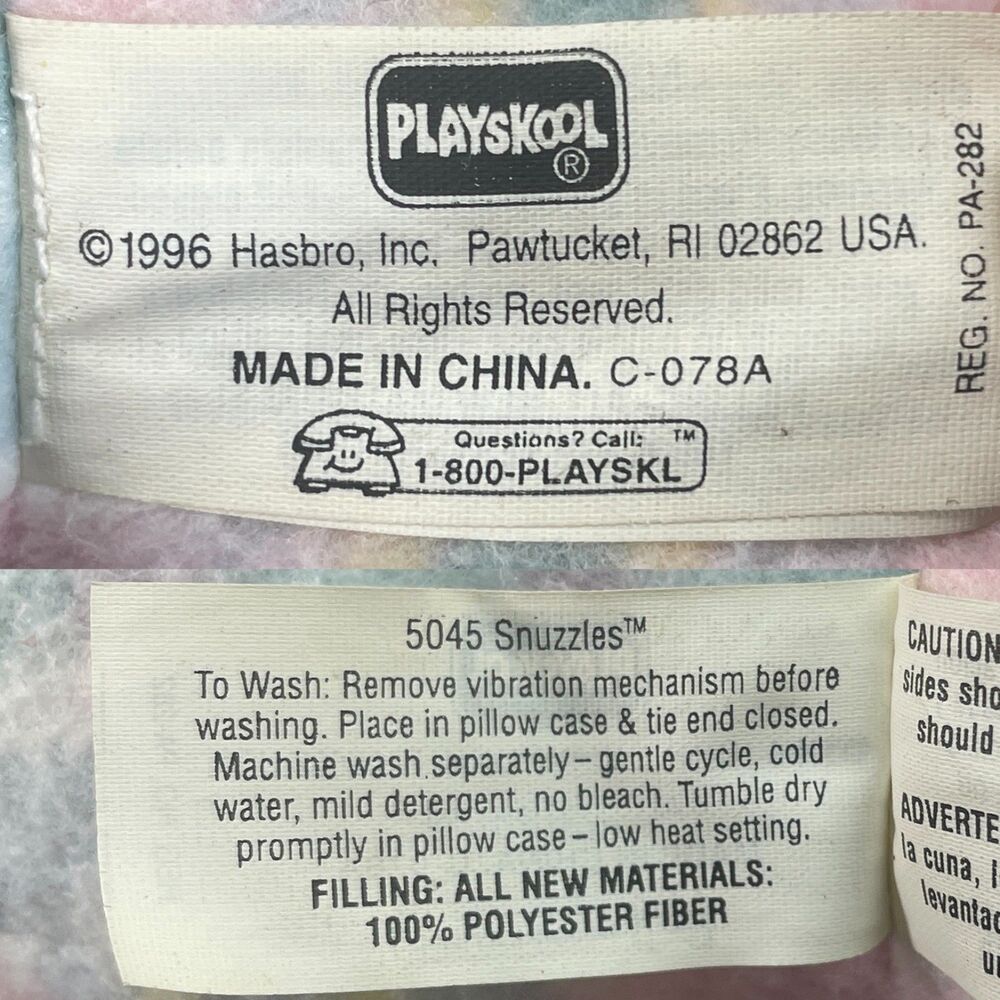 PLAYSKOOL®
©1996 Hasbro, Inc. Pawtucket, RI 02862 USA.
All Rights Reserved.
MADE IN CHINA. C-078A
Questions? Call: ™
1-800-PLAYSKL
REG. NO. PA-282
5045 Snuzzles™
To Wash: Remove vibration mechanism before
washing. Place in pillow case & tie end closed.
Machine wash separately – gentle cycle, cold
water, mild detergent, no bleach. Tumble dry
promptly in pillow case – low heat setting.
FILLING: ALL NEW MATERIALS:
100% POLYESTER FIBER
CAUTION
sides
should
la cuna,